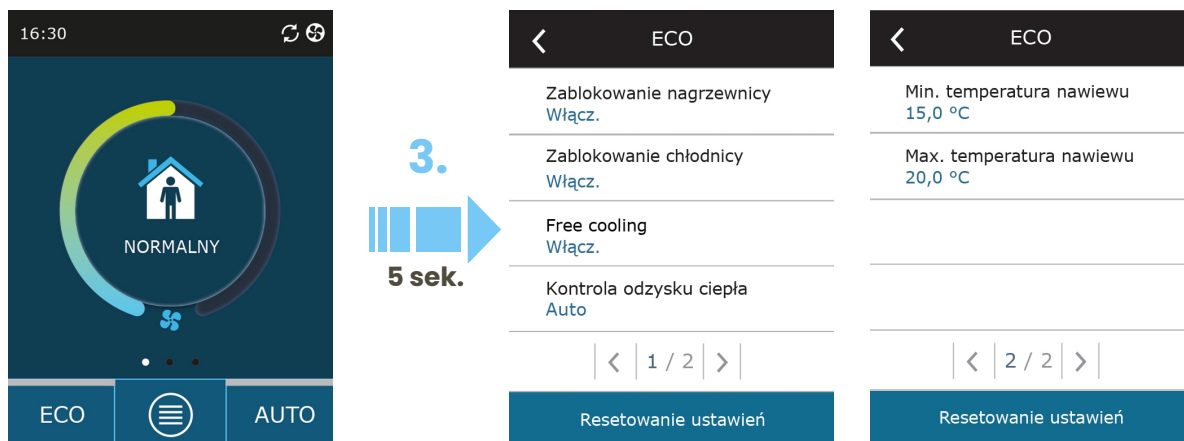 16:30
NORMALNY
ECO
AUTO
3.
5 sek.
ECO
Zablokowanie nagrzewnicy
Włącz.
Zablokowanie chłodnicy
Włącz.
Free cooling
Włącz.
Kontrola odzysku ciepła
Auto
1 / 2
Resetowanie ustawień
ECO
Min. temperatura nawiewu
15,0 ºC
Max. temperatura nawiewu
20,0 ºC
2 / 2
Resetowanie ustawień